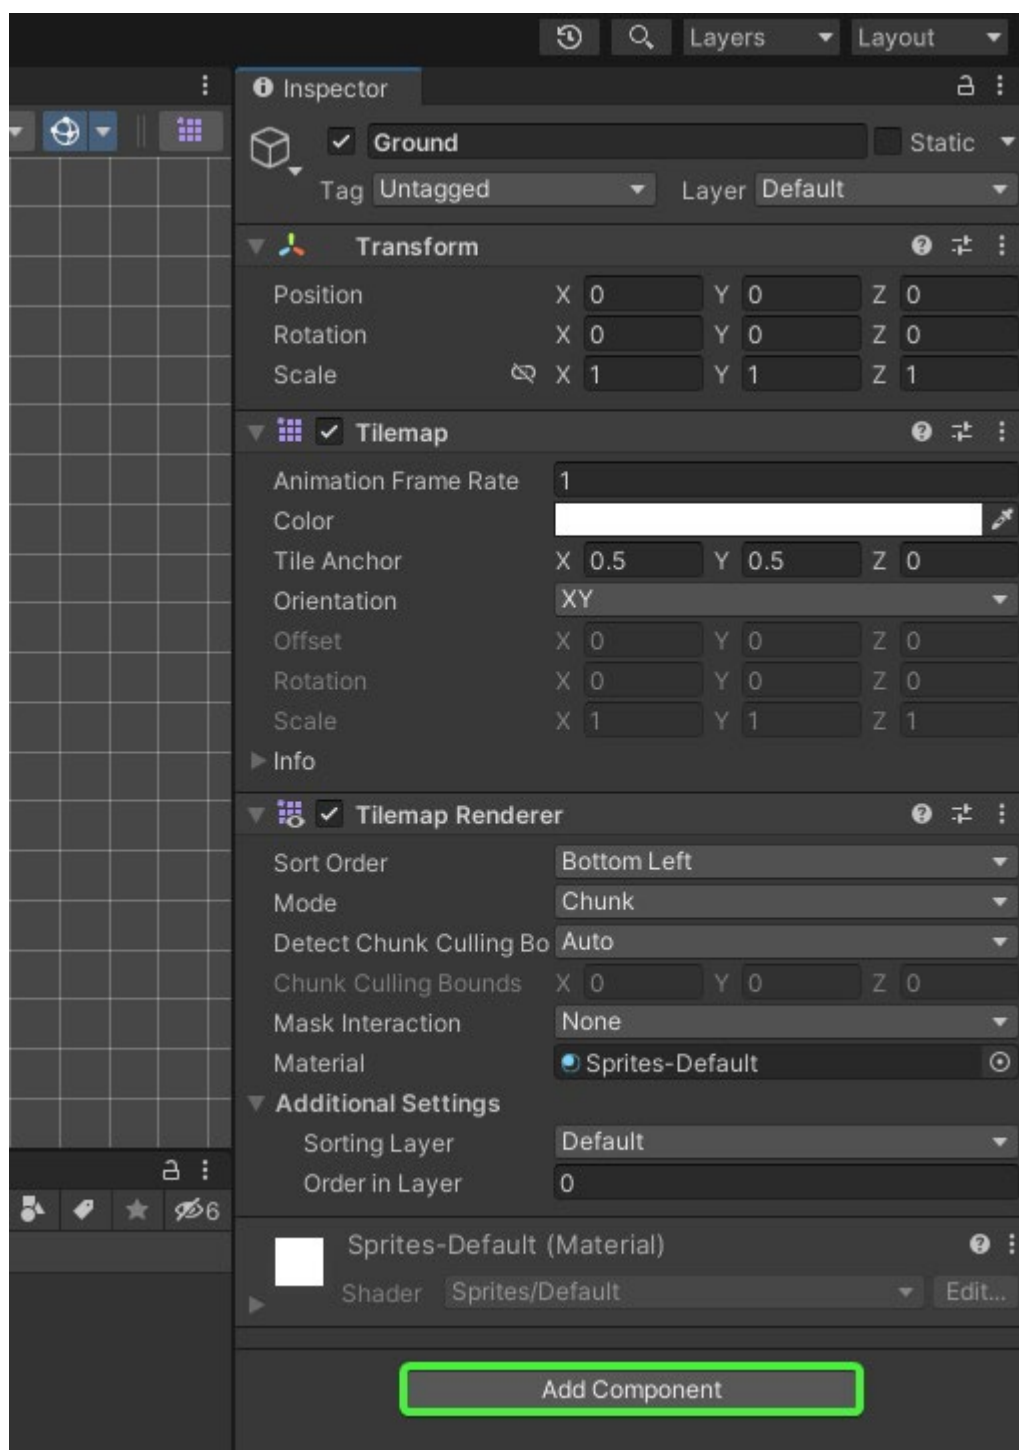 Layers Layout
Inspector
Ground Static
Tag Untagged Layer Default
Transform
Position X 0 Y 0 Z 0
Rotation X 0 Y 0 Z 0
Scale X 1 Y 1 Z 1
Tilemap
Animation Frame Rate 1
Color
Tile Anchor X 0.5 Y 0.5 Z 0
Orientation XY
Offset X 0 Y 0 Z 0
Rotation X 0 Y 0 Z 0
Scale X 1 Y 1 Z 1
Info
Tilemap Renderer
Sort Order Bottom Left
Mode Chunk
Detect Chunk Culling Bo Auto
Chunk Culling Bounds X 0 Y 0 Z 0
Mask Interaction None
Material Sprites-Default
Additional Settings
Sorting Layer Default
Order in Layer 0
6
Sprites-Default (Material)
Shader Sprites/Default Edit...
Add Component